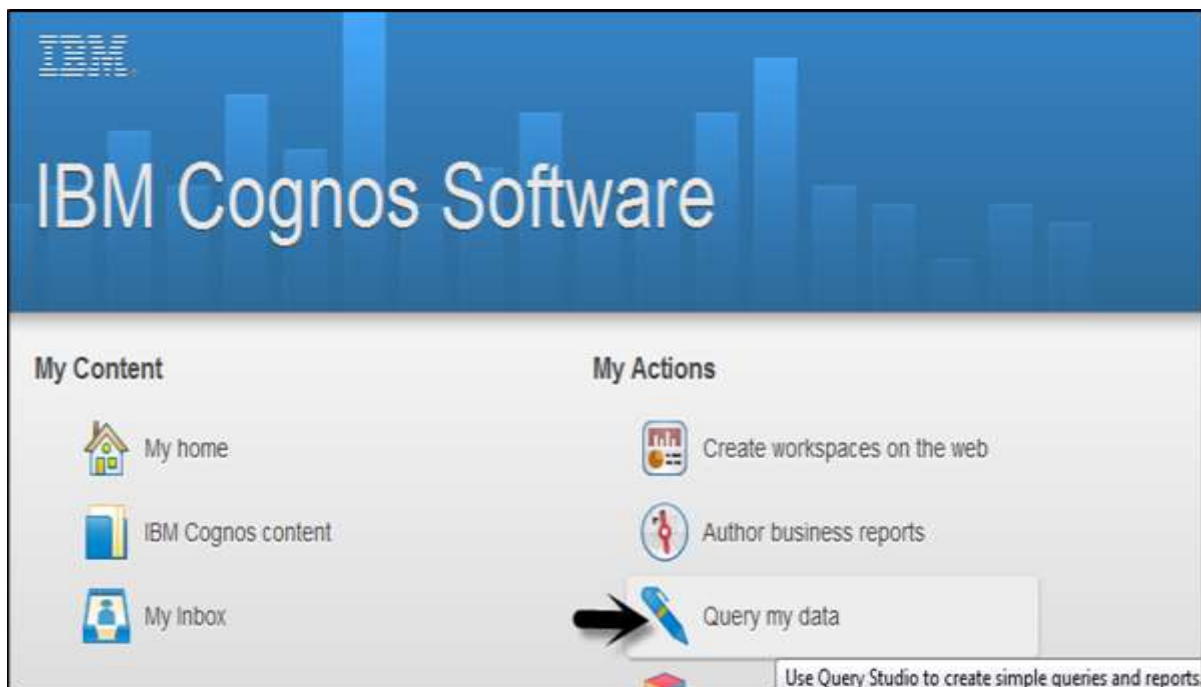 IBM
IBM Cognos Software
My Content
My Actions
My home
Create workspaces on the web
IBM Cognos content
Author business reports
My Inbox
Query my data
Use Query Studio to create simple queries and reports